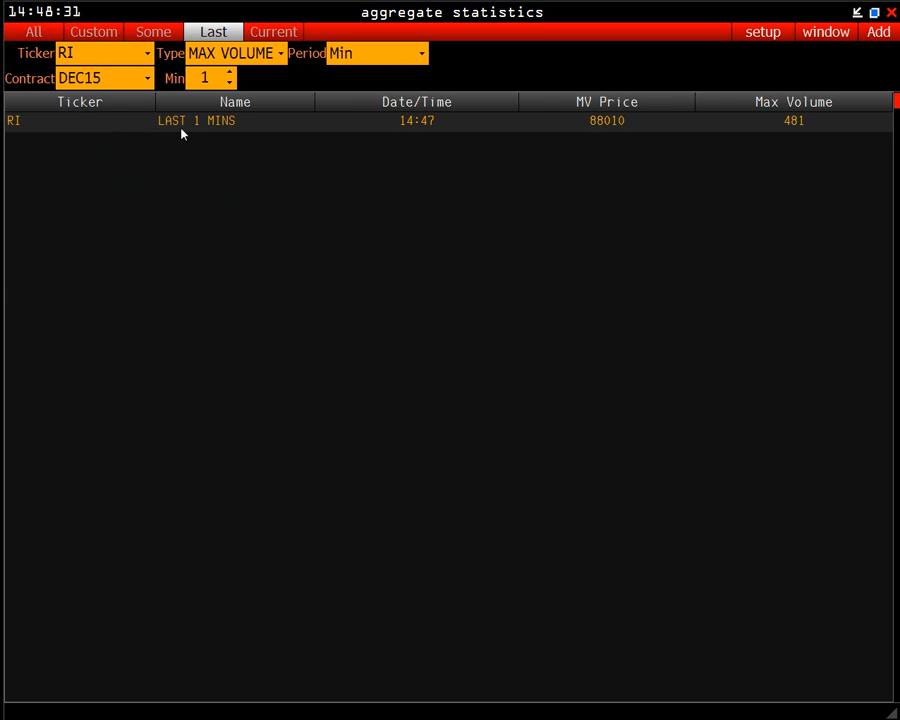 14:48:31 aggregate statistics
All Custom Some Last Current setup window Add
Ticker RI Type MAX VOLUME Period Min
Contract DEC15 Min 1
Ticker Name Date/Time MV Price Max Volume
RI LAST 1 MINS 14:47 88010 481